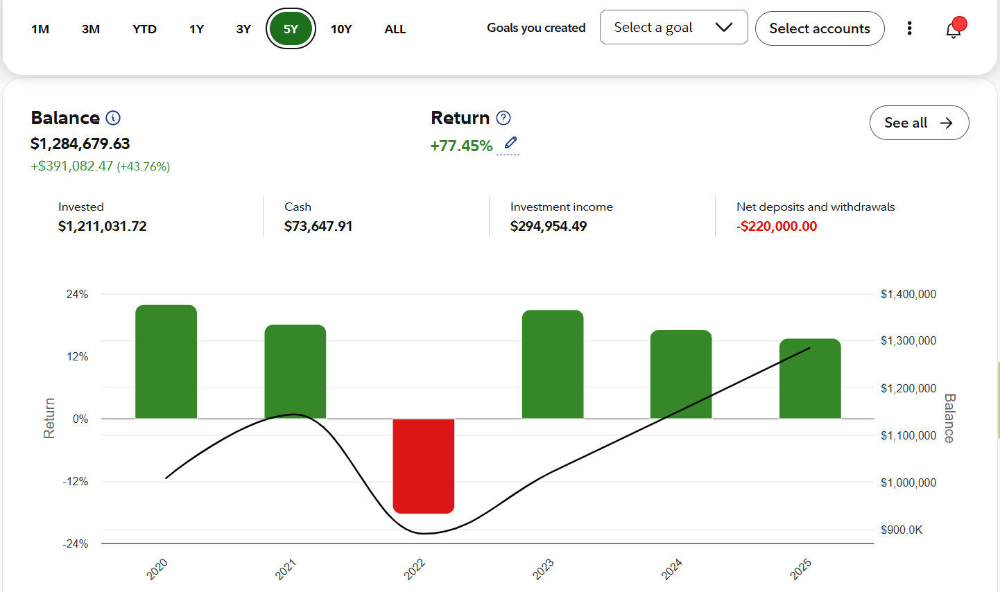 1M 3M YTD 1Y 3Y 5Y 10Y ALL Goals you created Select a goal Select accounts
Balance Return See all
$1,284,679.63 +77.45%
+$391,082.47 (+43.76%)
Invested Cash Investment income Net deposits and withdrawals
$1,211,031.72 $73,647.91 $294,954.49 -$220,000.00
24% $1,400,000
$1,300,000
12%
$1,200,000
Return 0% Balance
$1,100,000
-12% $1,000,000
$900.0K
-24%
2020 2021 2022 2023 2024 2025